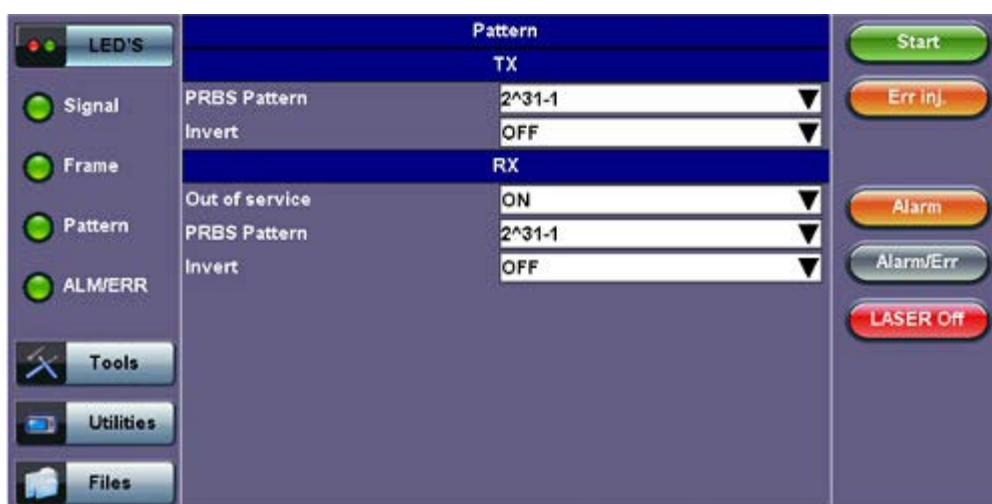 LED'S
Signal
Frame
Pattern
ALM/ERR
Tools
Utilities
Files
Pattern
TX
PRBS Pattern 2^31-1
Invert OFF
RX
Out of service ON
PRBS Pattern 2^31-1
Invert OFF
Start
Err inj.
Alarm
Alarm/Err
LASER Off